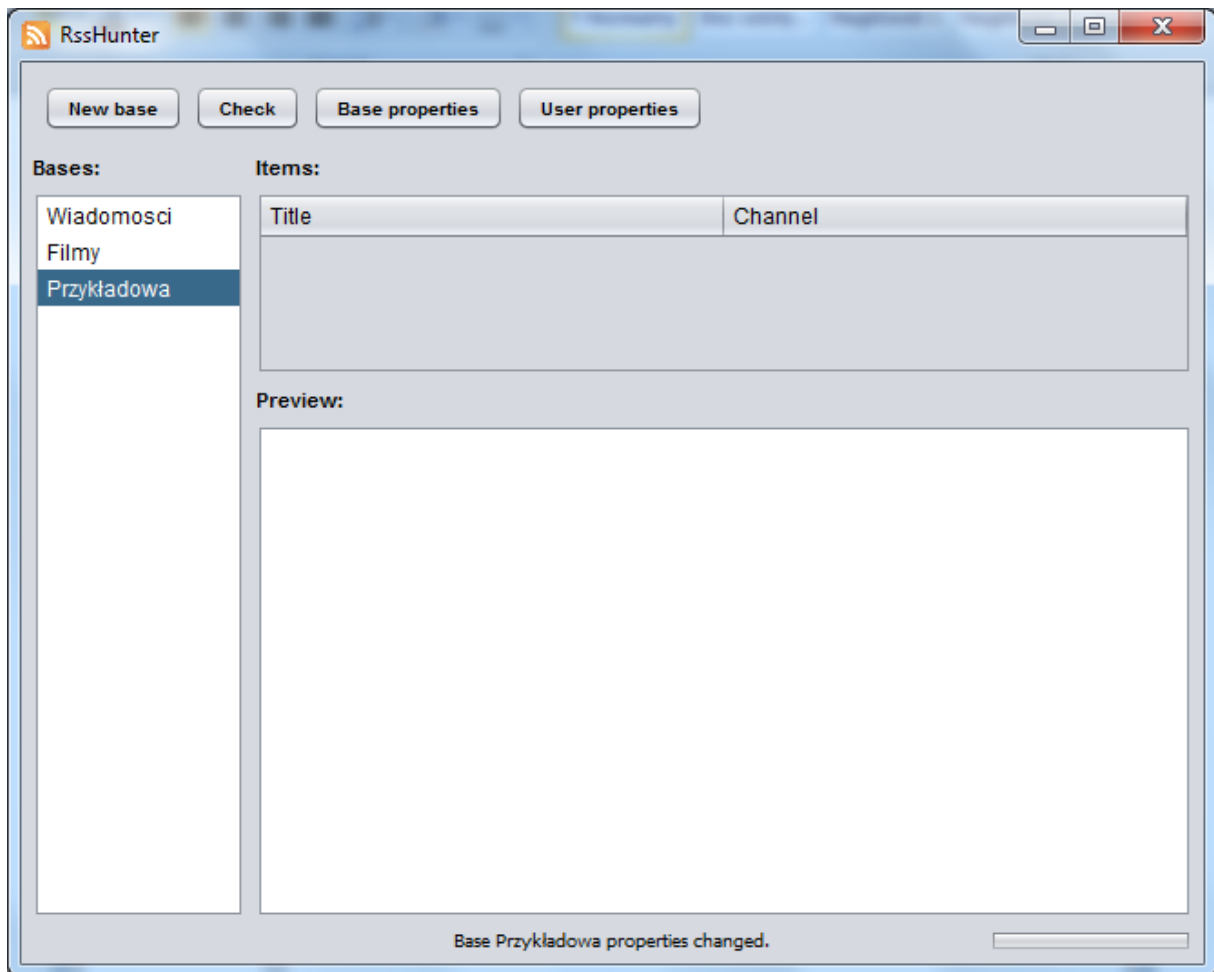 RssHunter
New base Check Base properties User properties
Bases: Items:
Wiadomosci
Filmy
Przykładowa
Title Channel
Preview:
Base Przykładowa properties changed.